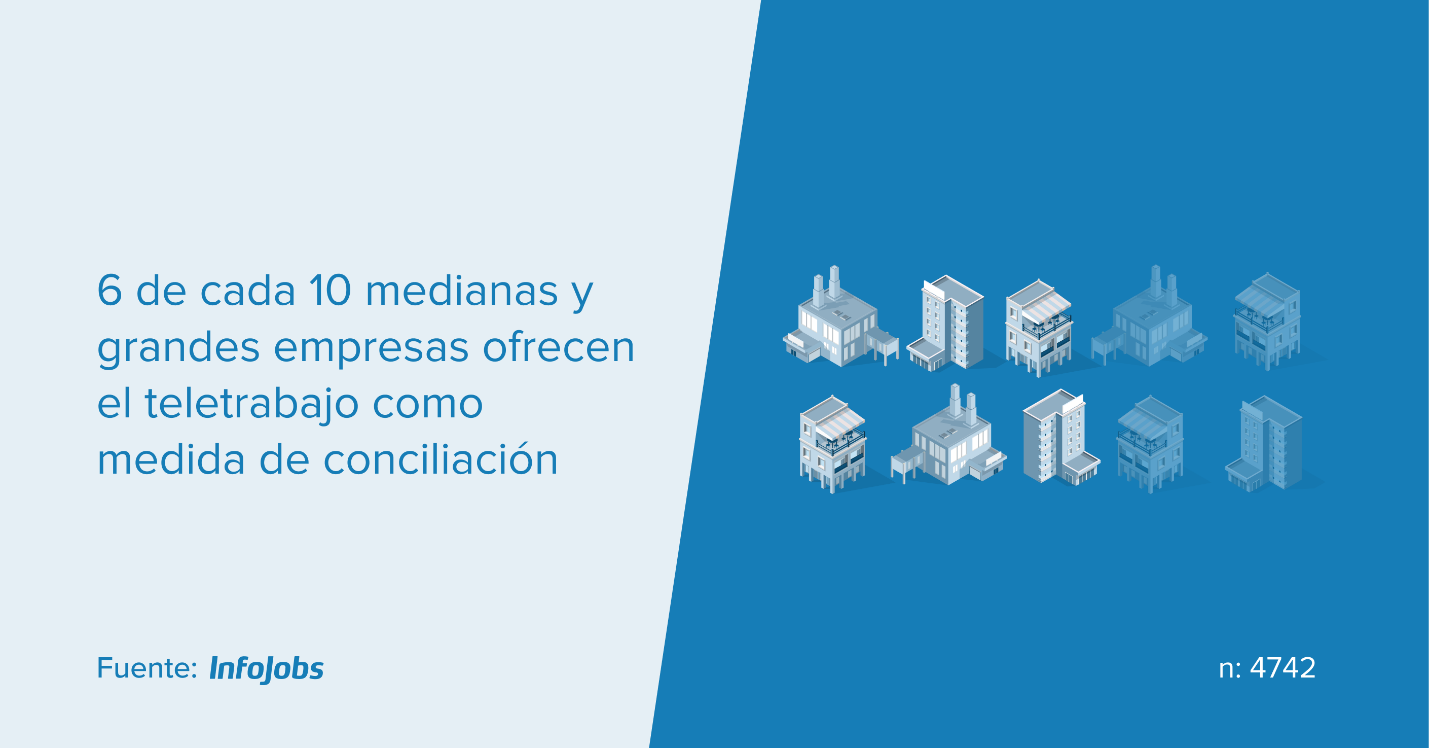 6 de cada 10 medianas y
grandes empresas ofrecen
el teletrabajo como
medida de conciliación
Fuente: InfoJobs
n: 4742